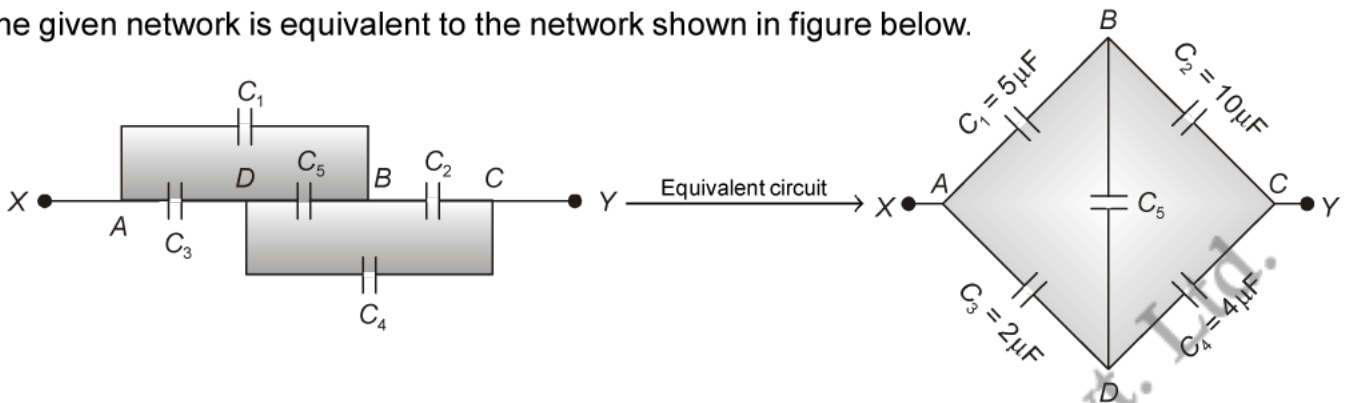 he given network is equivalent to the network shown in figure below.
C₁
C₅
D
B
C₂
C
X
Y
A
C₃
C₄
Equivalent circuit
B
C₁ = 5μF
C₂ = 10μF
A
X
C₅
C
Y
C₃ = 2μF
C₄ = 4μF
D
t. Ltd.